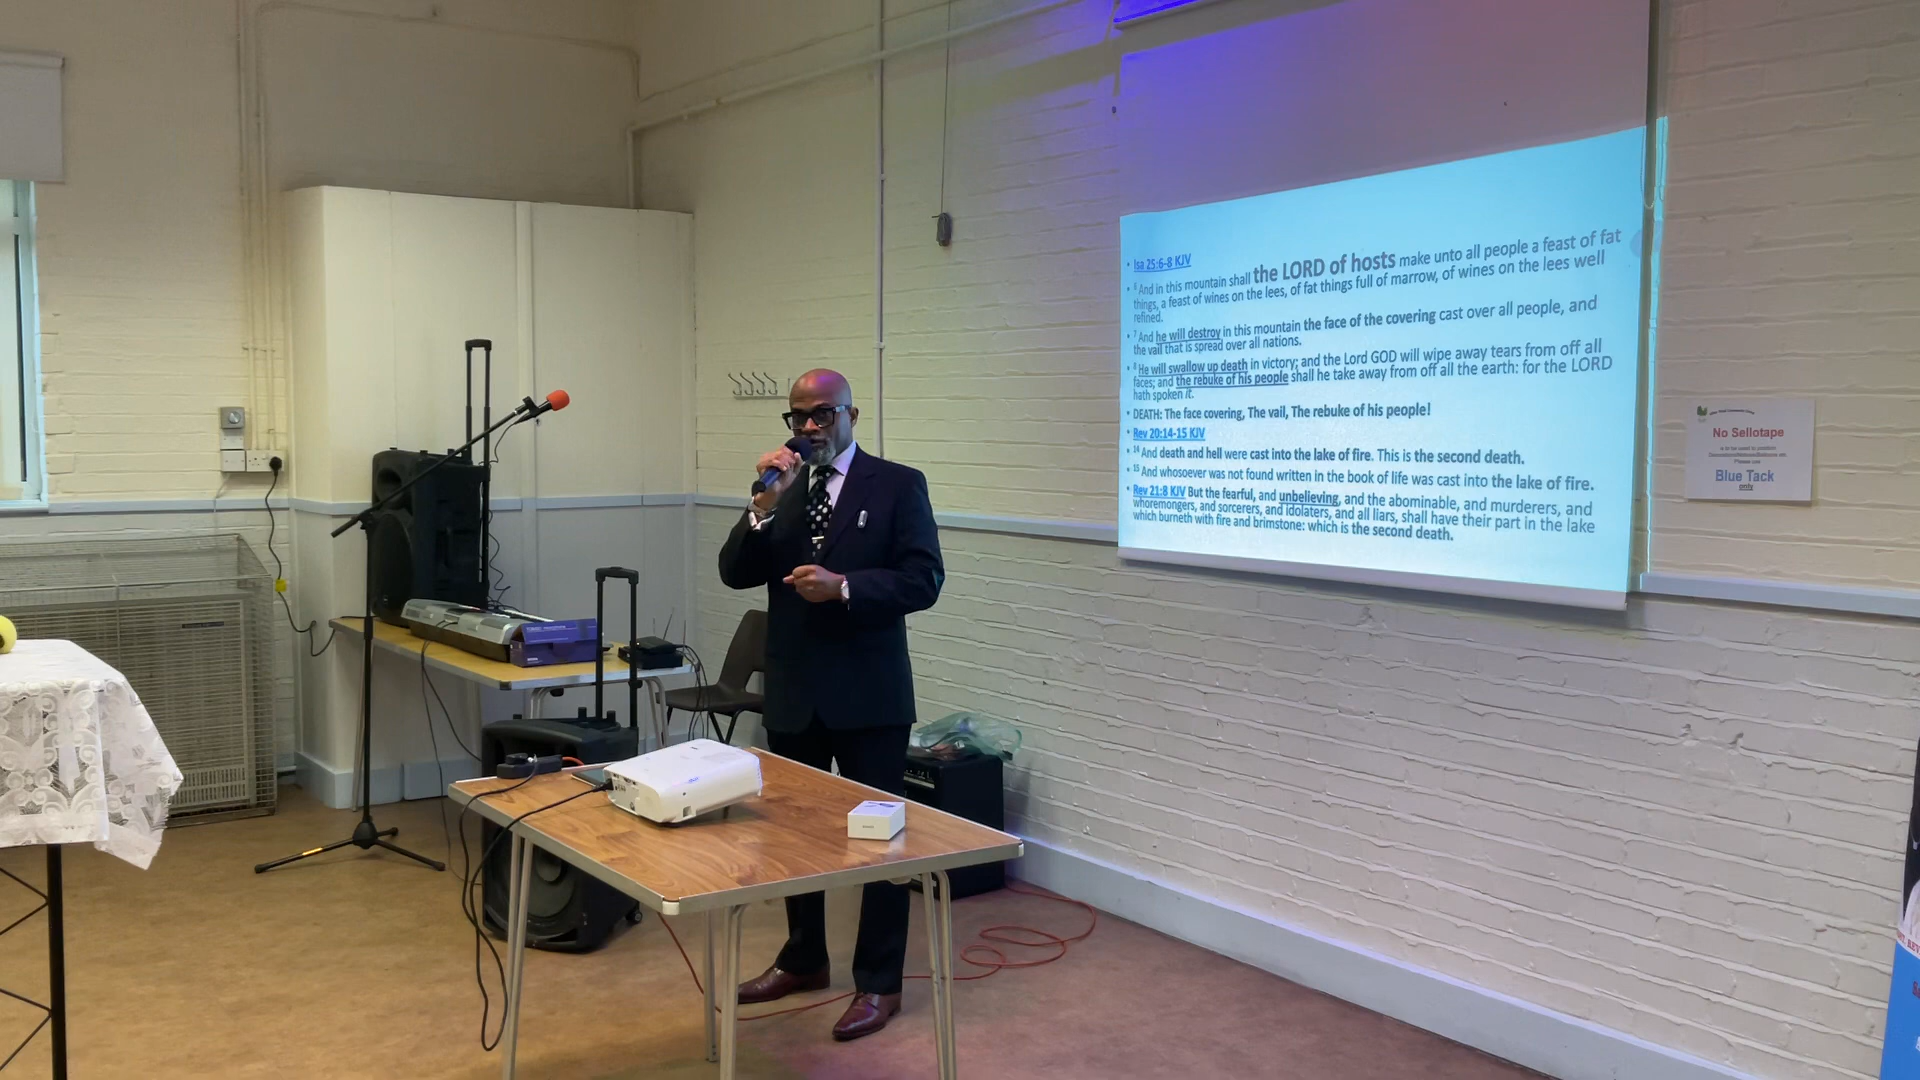 • Isa 25:6-8 KJV
• 6 And in this mountain shall the LORD of hosts make unto all people a feast of fat
things, a feast of wines on the lees, of fat things full of marrow, of wines on the lees well
refined.
• 7 And he will destroy in this mountain the face of the covering cast over all people, and
the vail that is spread over all nations.
• 8 He will swallow up death in victory; and the Lord GOD will wipe away tears from off all
faces; and the rebuke of his people shall he take away from off all the earth: for the LORD
hath spoken it.
• DEATH: The face covering, The vail, The rebuke of his people!
• Rev 20:14-15 KJV
• 14 And death and hell were cast into the lake of fire. This is the second death.
• 15 And whosoever was not found written in the book of life was cast into the lake of fire.
• Rev 21:8 KJV But the fearful, and unbelieving, and the abominable, and murderers, and
whoremongers, and sorcerers, and idolaters, and all liars, shall have their part in the lake
which burneth with fire and brimstone: which is the second death.
No Sellotape
Please use
Blue Tack
only